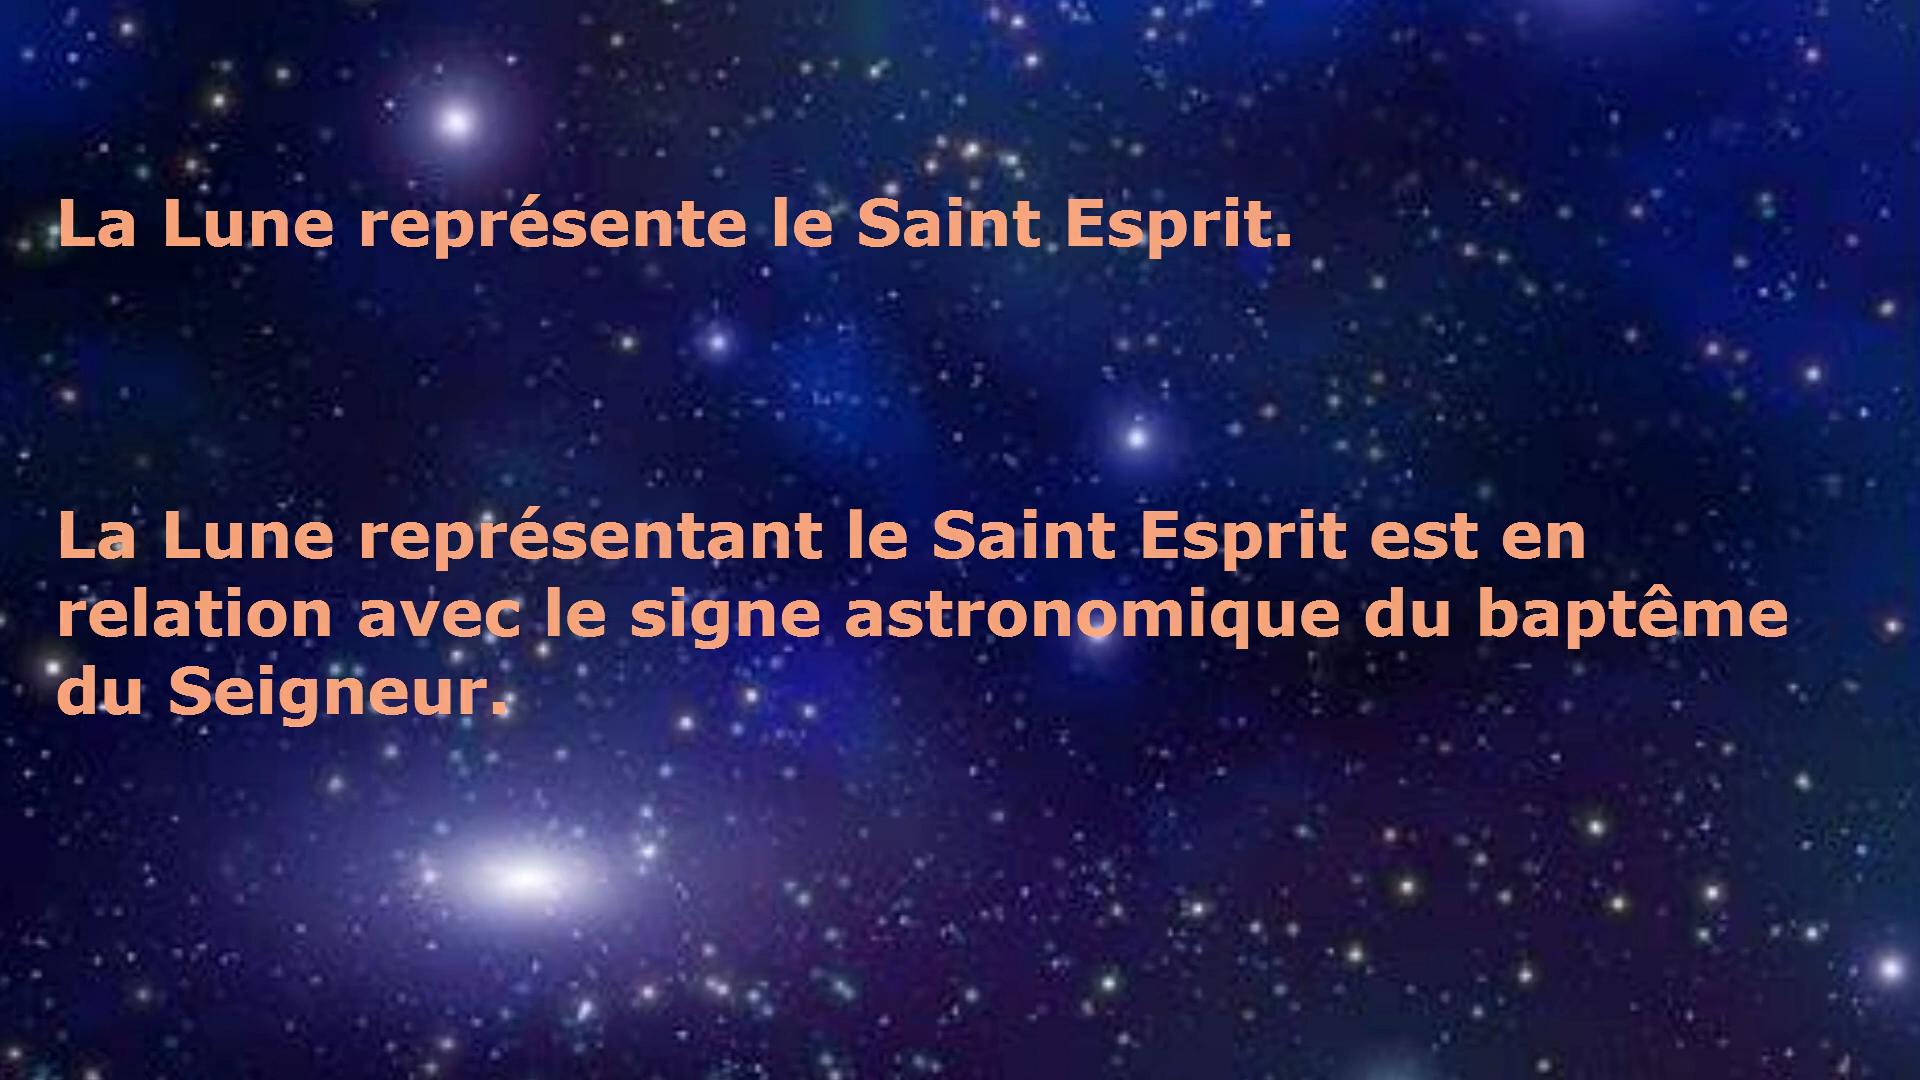 La Lune représente le Saint Esprit.
La Lune représentant le Saint Esprit est en
relation avec le signe astronomique du baptême
du Seigneur.